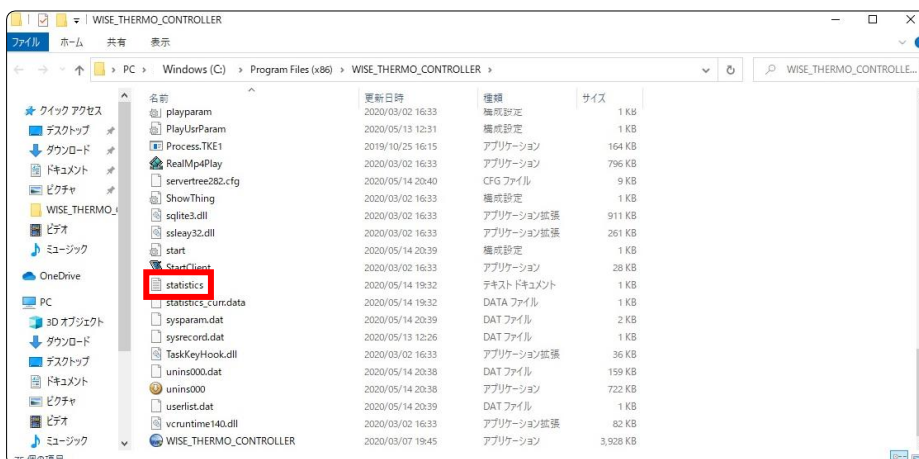 WISE_THERMO_CONTROLLER
ファイル ホーム 共有 表示
PC > Windows (C:) > Program Files (x86) > WISE_THERMO_CONTROLLER >
WISE_THERMO_CONTROLLE...
名前 更新日時 種類 サイズ
playparam 2020/03/02 16:33 構成設定 1 KB
PlayUsrParam 2020/05/13 12:31 構成設定 1 KB
Process.TKE1 2019/10/25 16:15 アプリケーション 164 KB
RealMp4Play 2020/03/02 16:33 アプリケーション 796 KB
servertree282.cfg 2020/05/14 20:40 CFG ファイル 9 KB
ShowThing 2020/03/02 16:33 構成設定 1 KB
sqlite3.dll 2020/03/02 16:33 アプリケーション拡張 911 KB
ssleay32.dll 2020/03/02 16:33 アプリケーション拡張 261 KB
start 2020/05/14 20:39 構成設定 1 KB
StartClient 2020/03/02 16:33 アプリケーション 28 KB
statistics 2020/05/14 19:32 テキスト ドキュメント 1 KB
statistics_curr.data 2020/05/14 19:32 DATA ファイル 1 KB
sysparam.dat 2020/05/14 20:39 DAT ファイル 2 KB
sysrecord.dat 2020/05/13 12:26 DAT ファイル 1 KB
TaskKeyHook.dll 2020/03/02 16:33 アプリケーション拡張 36 KB
unins000.dat 2020/05/14 20:38 DAT ファイル 159 KB
unins000 2020/05/14 20:38 アプリケーション 722 KB
userlist.dat 2020/05/14 20:39 DAT ファイル 1 KB
vcruntime140.dll 2020/03/02 16:33 アプリケーション拡張 82 KB
WISE_THERMO_CONTROLLER 2020/03/07 19:45 アプリケーション 3,928 KB
クイック アクセス
デスクトップ
ダウンロード
ドキュメント
ピクチャ
WISE_THERMO_
ビデオ
ミュージック
OneDrive
PC
3D オブジェクト
ダウンロード
デスクトップ
ドキュメント
ピクチャ
ビデオ
ミュージック